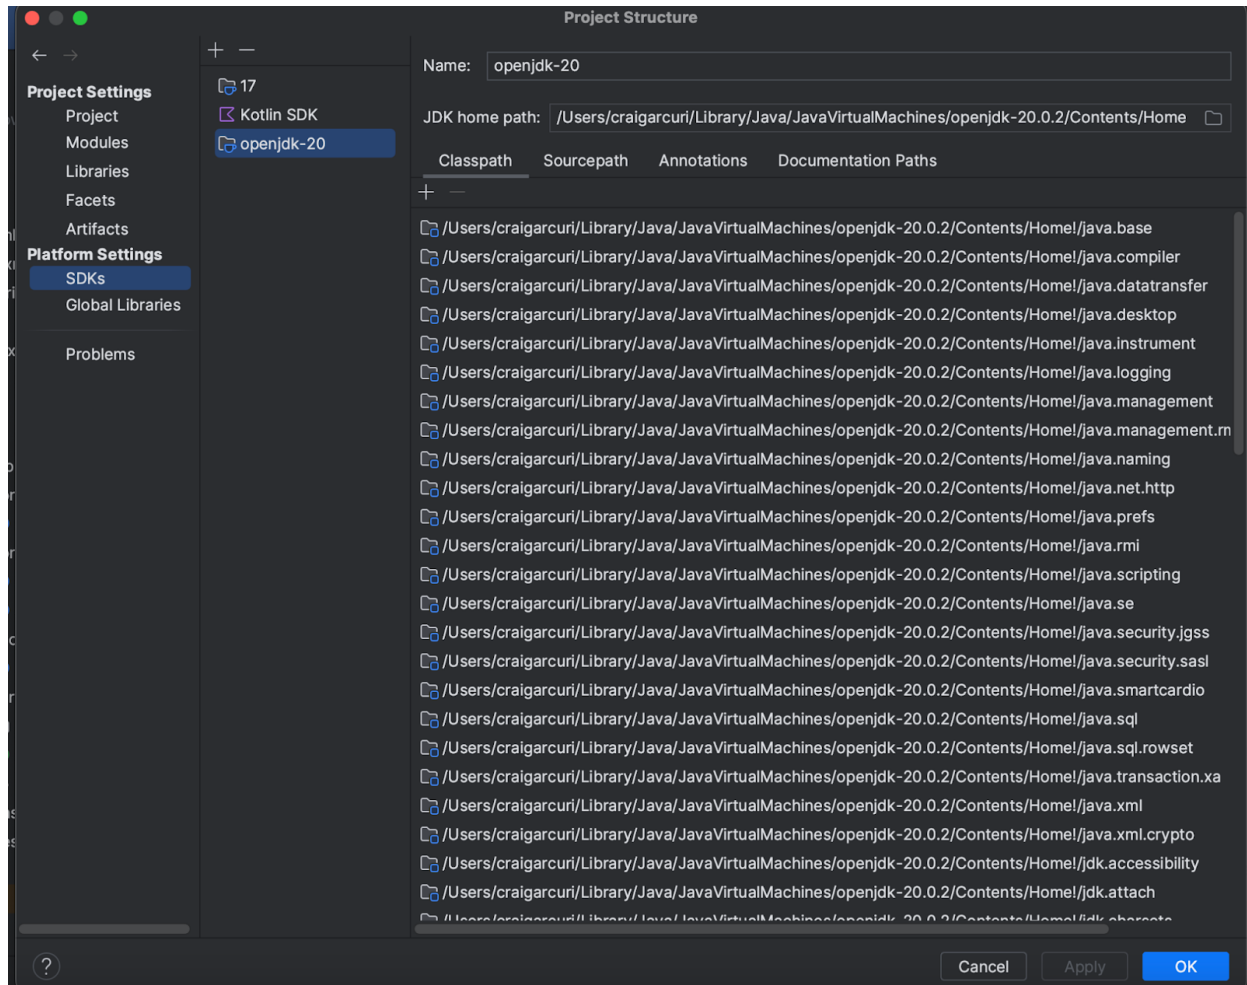 Project Structure
Project Settings
Project
Modules
Libraries
Facets
Artifacts
Platform Settings
SDKs
Global Libraries
Problems
17
Kotlin SDK
openjdk-20
Name: openjdk-20
JDK home path: /Users/craigarcuri/Library/Java/JavaVirtualMachines/openjdk-20.0.2/Contents/Home
Classpath Sourcepath Annotations Documentation Paths
/Users/craigarcuri/Library/Java/JavaVirtualMachines/openjdk-20.0.2/Contents/Home!/java.base
/Users/craigarcuri/Library/Java/JavaVirtualMachines/openjdk-20.0.2/Contents/Home!/java.compiler
/Users/craigarcuri/Library/Java/JavaVirtualMachines/openjdk-20.0.2/Contents/Home!/java.datatransfer
/Users/craigarcuri/Library/Java/JavaVirtualMachines/openjdk-20.0.2/Contents/Home!/java.desktop
/Users/craigarcuri/Library/Java/JavaVirtualMachines/openjdk-20.0.2/Contents/Home!/java.instrument
/Users/craigarcuri/Library/Java/JavaVirtualMachines/openjdk-20.0.2/Contents/Home!/java.logging
/Users/craigarcuri/Library/Java/JavaVirtualMachines/openjdk-20.0.2/Contents/Home!/java.management
/Users/craigarcuri/Library/Java/JavaVirtualMachines/openjdk-20.0.2/Contents/Home!/java.management.rm
/Users/craigarcuri/Library/Java/JavaVirtualMachines/openjdk-20.0.2/Contents/Home!/java.naming
/Users/craigarcuri/Library/Java/JavaVirtualMachines/openjdk-20.0.2/Contents/Home!/java.net.http
/Users/craigarcuri/Library/Java/JavaVirtualMachines/openjdk-20.0.2/Contents/Home!/java.prefs
/Users/craigarcuri/Library/Java/JavaVirtualMachines/openjdk-20.0.2/Contents/Home!/java.rmi
/Users/craigarcuri/Library/Java/JavaVirtualMachines/openjdk-20.0.2/Contents/Home!/java.scripting
/Users/craigarcuri/Library/Java/JavaVirtualMachines/openjdk-20.0.2/Contents/Home!/java.se
/Users/craigarcuri/Library/Java/JavaVirtualMachines/openjdk-20.0.2/Contents/Home!/java.security.jgss
/Users/craigarcuri/Library/Java/JavaVirtualMachines/openjdk-20.0.2/Contents/Home!/java.security.sasl
/Users/craigarcuri/Library/Java/JavaVirtualMachines/openjdk-20.0.2/Contents/Home!/java.smartcardio
/Users/craigarcuri/Library/Java/JavaVirtualMachines/openjdk-20.0.2/Contents/Home!/java.sql
/Users/craigarcuri/Library/Java/JavaVirtualMachines/openjdk-20.0.2/Contents/Home!/java.sql.rowset
/Users/craigarcuri/Library/Java/JavaVirtualMachines/openjdk-20.0.2/Contents/Home!/java.transaction.xa
/Users/craigarcuri/Library/Java/JavaVirtualMachines/openjdk-20.0.2/Contents/Home!/java.xml
/Users/craigarcuri/Library/Java/JavaVirtualMachines/openjdk-20.0.2/Contents/Home!/java.xml.crypto
/Users/craigarcuri/Library/Java/JavaVirtualMachines/openjdk-20.0.2/Contents/Home!/jdk.accessibility
/Users/craigarcuri/Library/Java/JavaVirtualMachines/openjdk-20.0.2/Contents/Home!/jdk.attach
/Users/craigarcuri/Library/Java/JavaVirtualMachines/openjdk-20.0.2/Contents/Home!/jdk.charsets
?
Cancel
Apply
OK